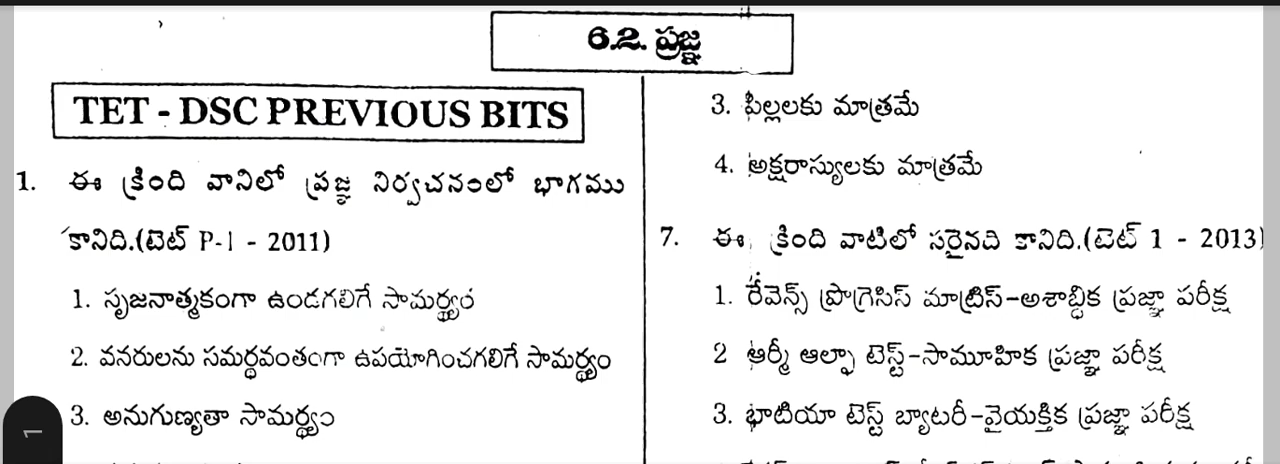 6.2. ప్రజ్ఞ
TET - DSC PREVIOUS BITS
1. ఈ క్రింది వానిలో ప్రజ్ఞ నిర్వచనంలో భాగము
కానిది.(టెట్ P-1 - 2011)
1. సృజనాత్మకంగా ఉండగలిగే సామర్థ్యం
2. వనరులను సమర్థవంతంగా ఉపయోగించగలిగే సామర్థ్యం
3. అనుగుణ్యతా సామర్థ్యం
3. పిల్లలకు మాత్రమే
4. అక్షరాస్యులకు మాత్రమే
7. ఈ క్రింది వాటిలో సరైనది కానిది.(టెట్ 1 - 2013)
1. రేవెన్స్ ప్రొగ్రెసిస్ మాట్రిస్-అశాబ్ధిక ప్రజ్ఞా పరీక్ష
2 ఆర్మీ ఆల్ఫా టెస్ట్-సామూహిక ప్రజ్ఞా పరీక్ష
3. భాటియా టెస్ట్ బ్యాటరీ-వైయక్తిక ప్రజ్ఞా పరీక్ష
1